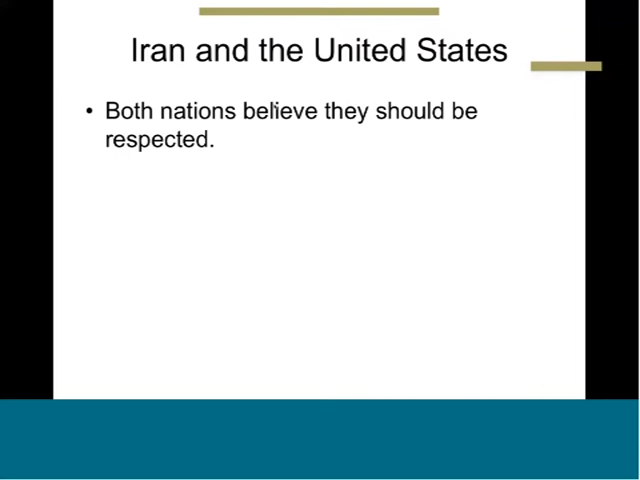 Iran and the United States
• Both nations believe they should be
respected.